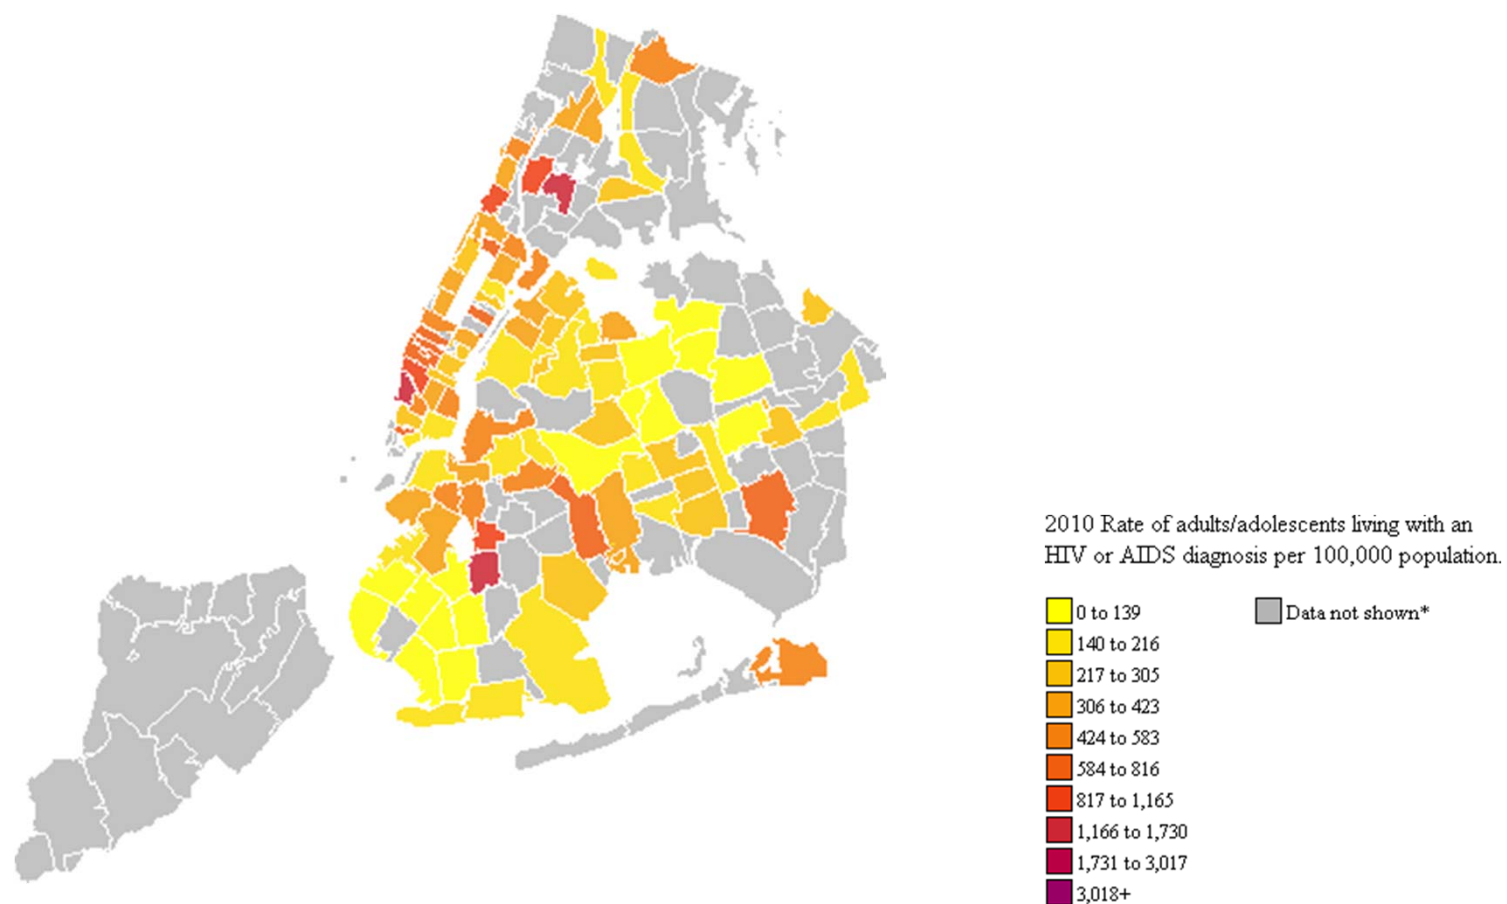 2010 Rate of adults/adolescents living with an
HIV or AIDS diagnosis per 100,000 population.
0 to 139
Data not shown*
140 to 216
217 to 305
306 to 423
424 to 583
584 to 816
817 to 1,165
1,166 to 1,730
1,731 to 3,017
3,018+